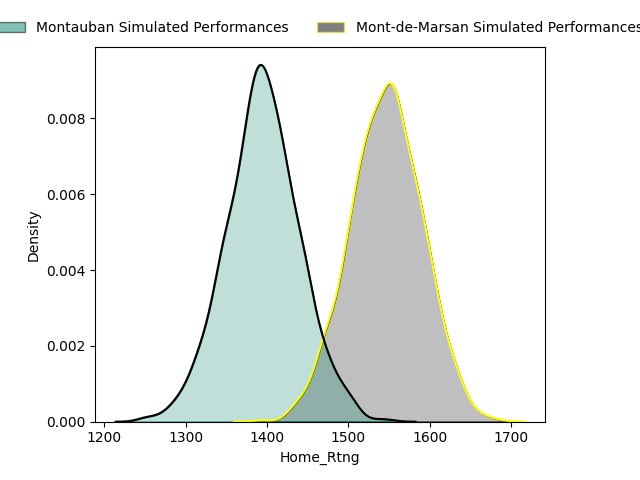 Montauban Simulated Performances Mont-de-Marsan Simulated Performances
0.008
0.006
0.004
0.002
0.000
Density
1200 1300 1400 1500 1600 1700
Home_Rtng